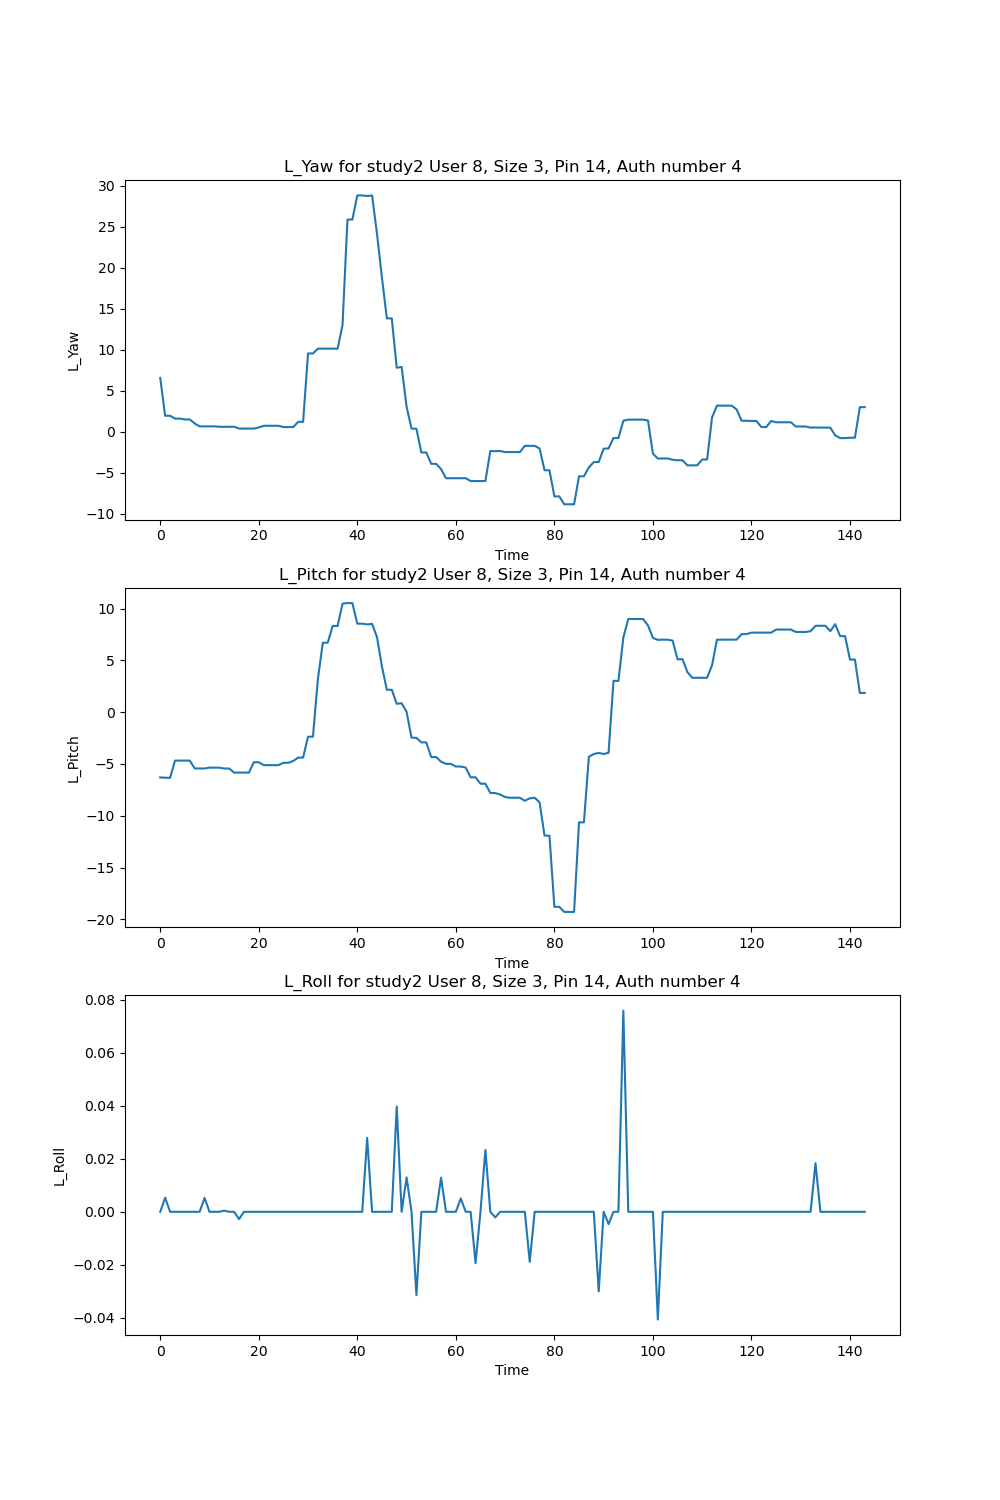 L_Yaw for study2 User 8, Size 3, Pin 14, Auth number 4
30
25
20
15
10
5
0
−5
−10
L_Yaw
0 20 40 60 80 100 120 140
Time
L_Pitch for study2 User 8, Size 3, Pin 14, Auth number 4
10
5
0
−5
−10
−15
−20
L_Pitch
0 20 40 60 80 100 120 140
Time
L_Roll for study2 User 8, Size 3, Pin 14, Auth number 4
0.08
0.06
0.04
0.02
0.00
−0.02
−0.04
L_Roll
0 20 40 60 80 100 120 140
Time